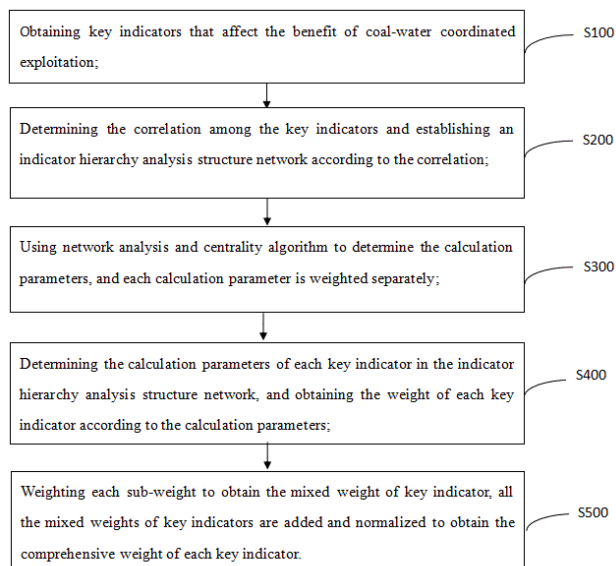 Obtaining key indicators that affect the benefit of coal-water coordinated
exploitation;
S100
Determining the correlation among the key indicators and establishing an
indicator hierarchy analysis structure network according to the correlation;
S200
Using network analysis and centrality algorithm to determine the calculation
parameters, and each calculation parameter is weighted separately;
S300
Determining the calculation parameters of each key indicator in the indicator
hierarchy analysis structure network, and obtaining the weight of each key
indicator according to the calculation parameters;
S400
Weighting each sub-weight to obtain the mixed weight of key indicator, all
the mixed weights of key indicators are added and normalized to obtain the
comprehensive weight of each key indicator.
S500